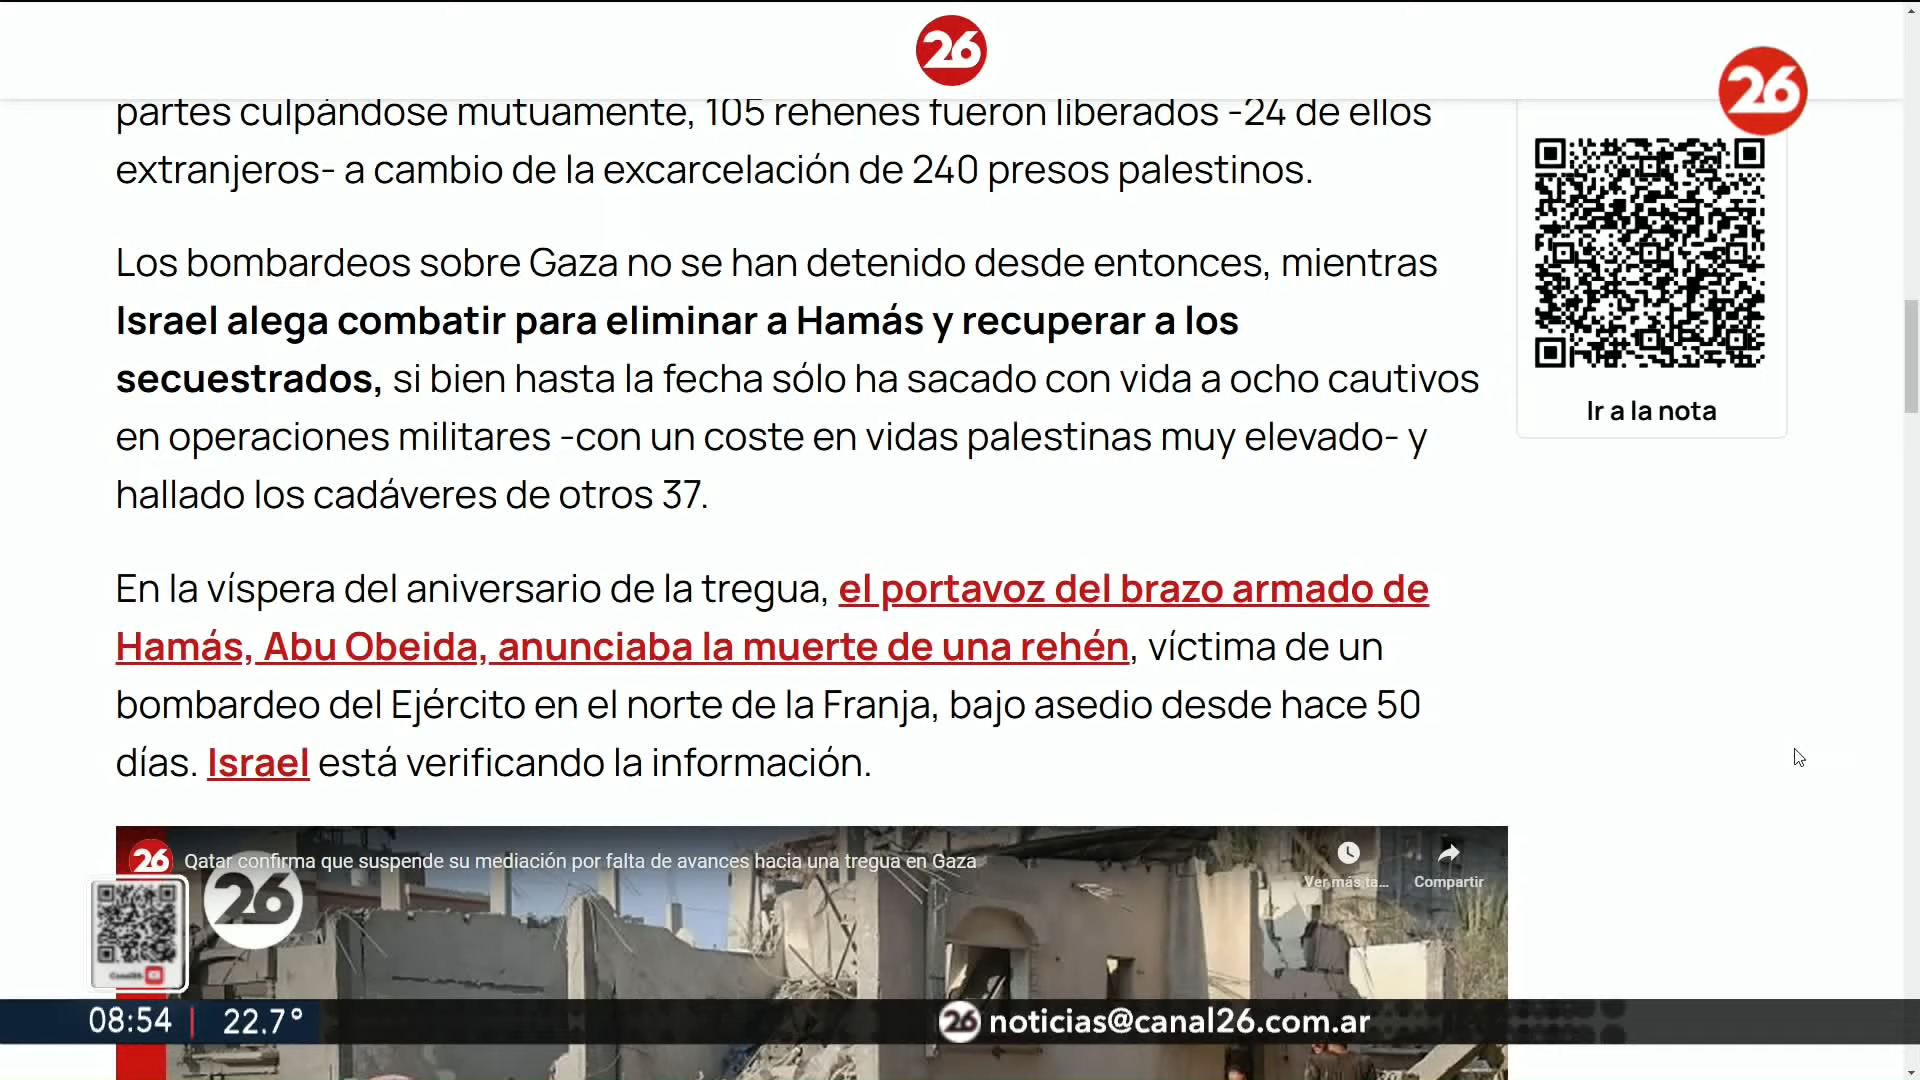 26
26
partes culpándose mutuamente, 105 rehenes fueron liberados -24 de ellos
extranjeros- a cambio de la excarcelación de 240 presos palestinos.
Los bombardeos sobre Gaza no se han detenido desde entonces, mientras
Israel alega combatir para eliminar a Hamás y recuperar a los
secuestrados, si bien hasta la fecha sólo ha sacado con vida a ocho cautivos
en operaciones militares -con un coste en vidas palestinas muy elevado- y
hallado los cadáveres de otros 37.
Ir a la nota
En la víspera del aniversario de la tregua, el portavoz del brazo armado de
Hamás, Abu Obeida, anunciaba la muerte de una rehén, víctima de un
bombardeo del Ejército en el norte de la Franja, bajo asedio desde hace 50
días. Israel está verificando la información.
26 Qatar confirma que suspende su mediación por falta de avances hacia una tregua en Gaza
Ver más ta... Compartir
26
Canal26
08:54 22.7° 26 noticias@canal26.com.ar